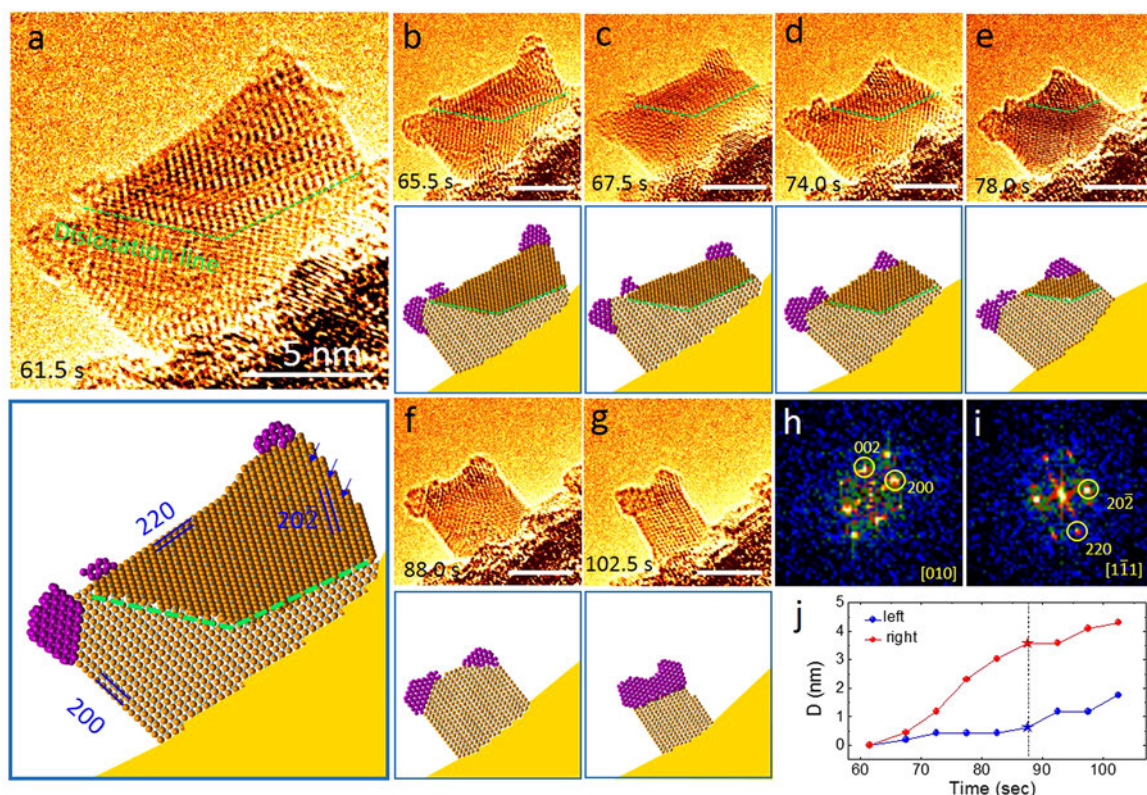 a
Dislocation line
61.5 s
5 nm
b
65.5 s
c
67.5 s
d
74.0 s
e
78.0 s
220
202
200
f
88.0 s
g
102.5 s
h
002
200
[010]
i
202̅
220
[11̅1]
j
left
right
D (nm)
5
4
3
2
1
0
60 70 80 90 100
Time (sec)